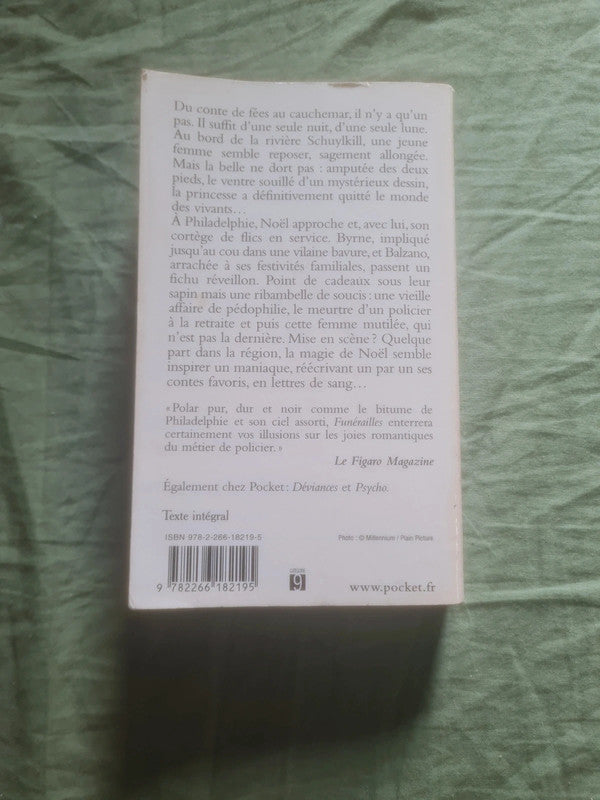 Du conte de fées au cauchemar, il n'y a qu'un
pas. Il suffit d'une seule nuit, d'une seule lune.
Au bord de la rivière Schuylkill, une jeune
femme semble reposer, sagement allongée.
Mais la belle ne dort pas : amputée des deux
pieds, le ventre souillé d'un mystérieux dessin,
la princesse a définitivement quitté le monde
des vivants…
À Philadelphie, Noël approche et, avec lui, son
cortège de flics en service. Byrne, impliqué
jusqu'au cou dans une vilaine bavure, et Balzano,
arrachée à ses festivités familiales, passent un
fichu réveillon. Point de cadeaux sous leur
sapin mais une ribambelle de soucis : une vieille
affaire de pédophilie, le meurtre d'un policier
à la retraite et puis cette femme mutilée, qui
n'est pas la dernière. Mise en scène ? Quelque
part dans la région, la magie de Noël semble
inspirer un maniaque, réécrivant un par un ses
contes favoris, en lettres de sang…
« Polar pur, dur et noir comme le bitume de
Philadelphie et son ciel assorti, Funérailles enterrera
certainement vos illusions sur les joies romantiques
du métier de policier. »
Le Figaro Magazine
Également chez Pocket : Déviances et Psycho.
Texte intégral
ISBN 978-2-266-18219-5
Photo : © Millennium / Plain Picture
9 782266 182195
9
www.pocket.fr